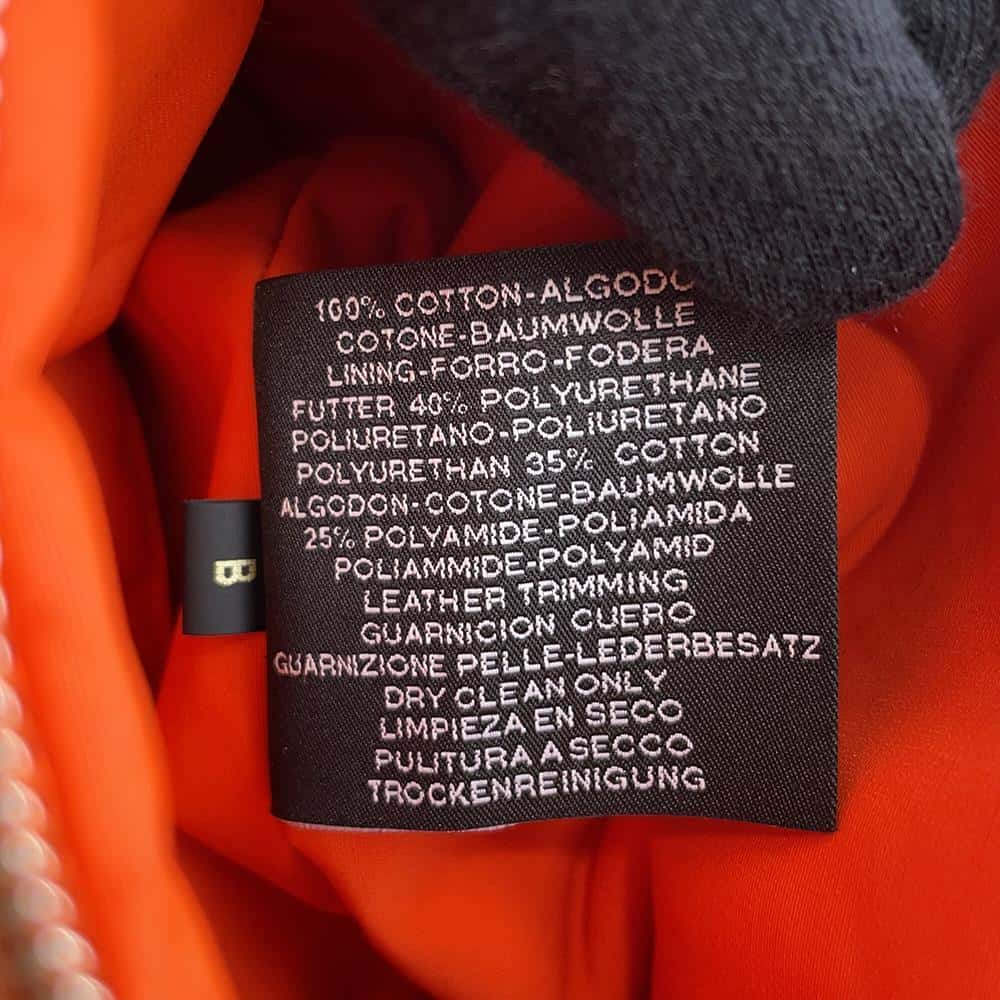 100% COTTON-ALGODO
COTONE-BAUMWOLLE
LINING-FORRO-FODERA
FUTTER 40% POLYURETHANE
POLIURETANO-POLIURETANO
POLYURETHAN 35% COTTON
ALGODON-COTONE-BAUMWOLLE
25% POLYAMIDE-POLIAMIDA
POLIAMMIDE-POLYAMID
LEATHER TRIMMING
GUARNICION CUERO
GUARNIZIONE PELLE-LEDERBESATZ
DRY CLEAN ONLY
LIMPIEZA EN SECO
PULITURA A SECCO
TROCKENREINIGUNG
B